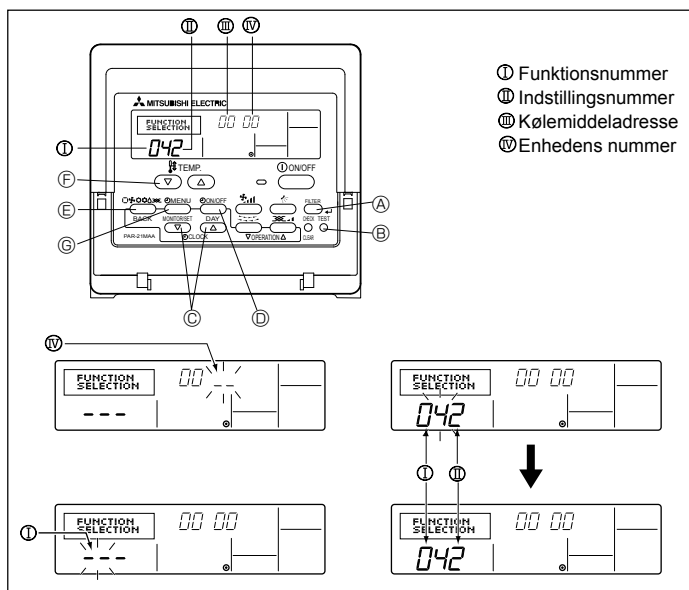 Ⅱ Ⅲ Ⅳ
Ⅰ Funktionsnummer
Ⅱ Indstillingsnummer
Ⅲ Kølemiddeladresse
Ⅳ Enhedens nummer
MITSUBISHI ELECTRIC
FUNCTION
SELECTION
00 00
Ⅰ
042
TEMP.
ON/OFF
Ⓕ
MENU
ON/OFF
FILTER
Ⓐ
Ⓔ
BACK
MONITOR/SET
DAY
CHECK TEST
Ⓑ
Ⓖ
PAR-21MAA
CLOCK
▽OPERATION△
CLEAR
Ⓒ
Ⓓ
Ⅳ
FUNCTION
SELECTION
00 --
---
FUNCTION
SELECTION
00 00
042
Ⅰ Ⅱ
Ⅰ
FUNCTION
SELECTION
00 00
---
FUNCTION
SELECTION
00 00
042